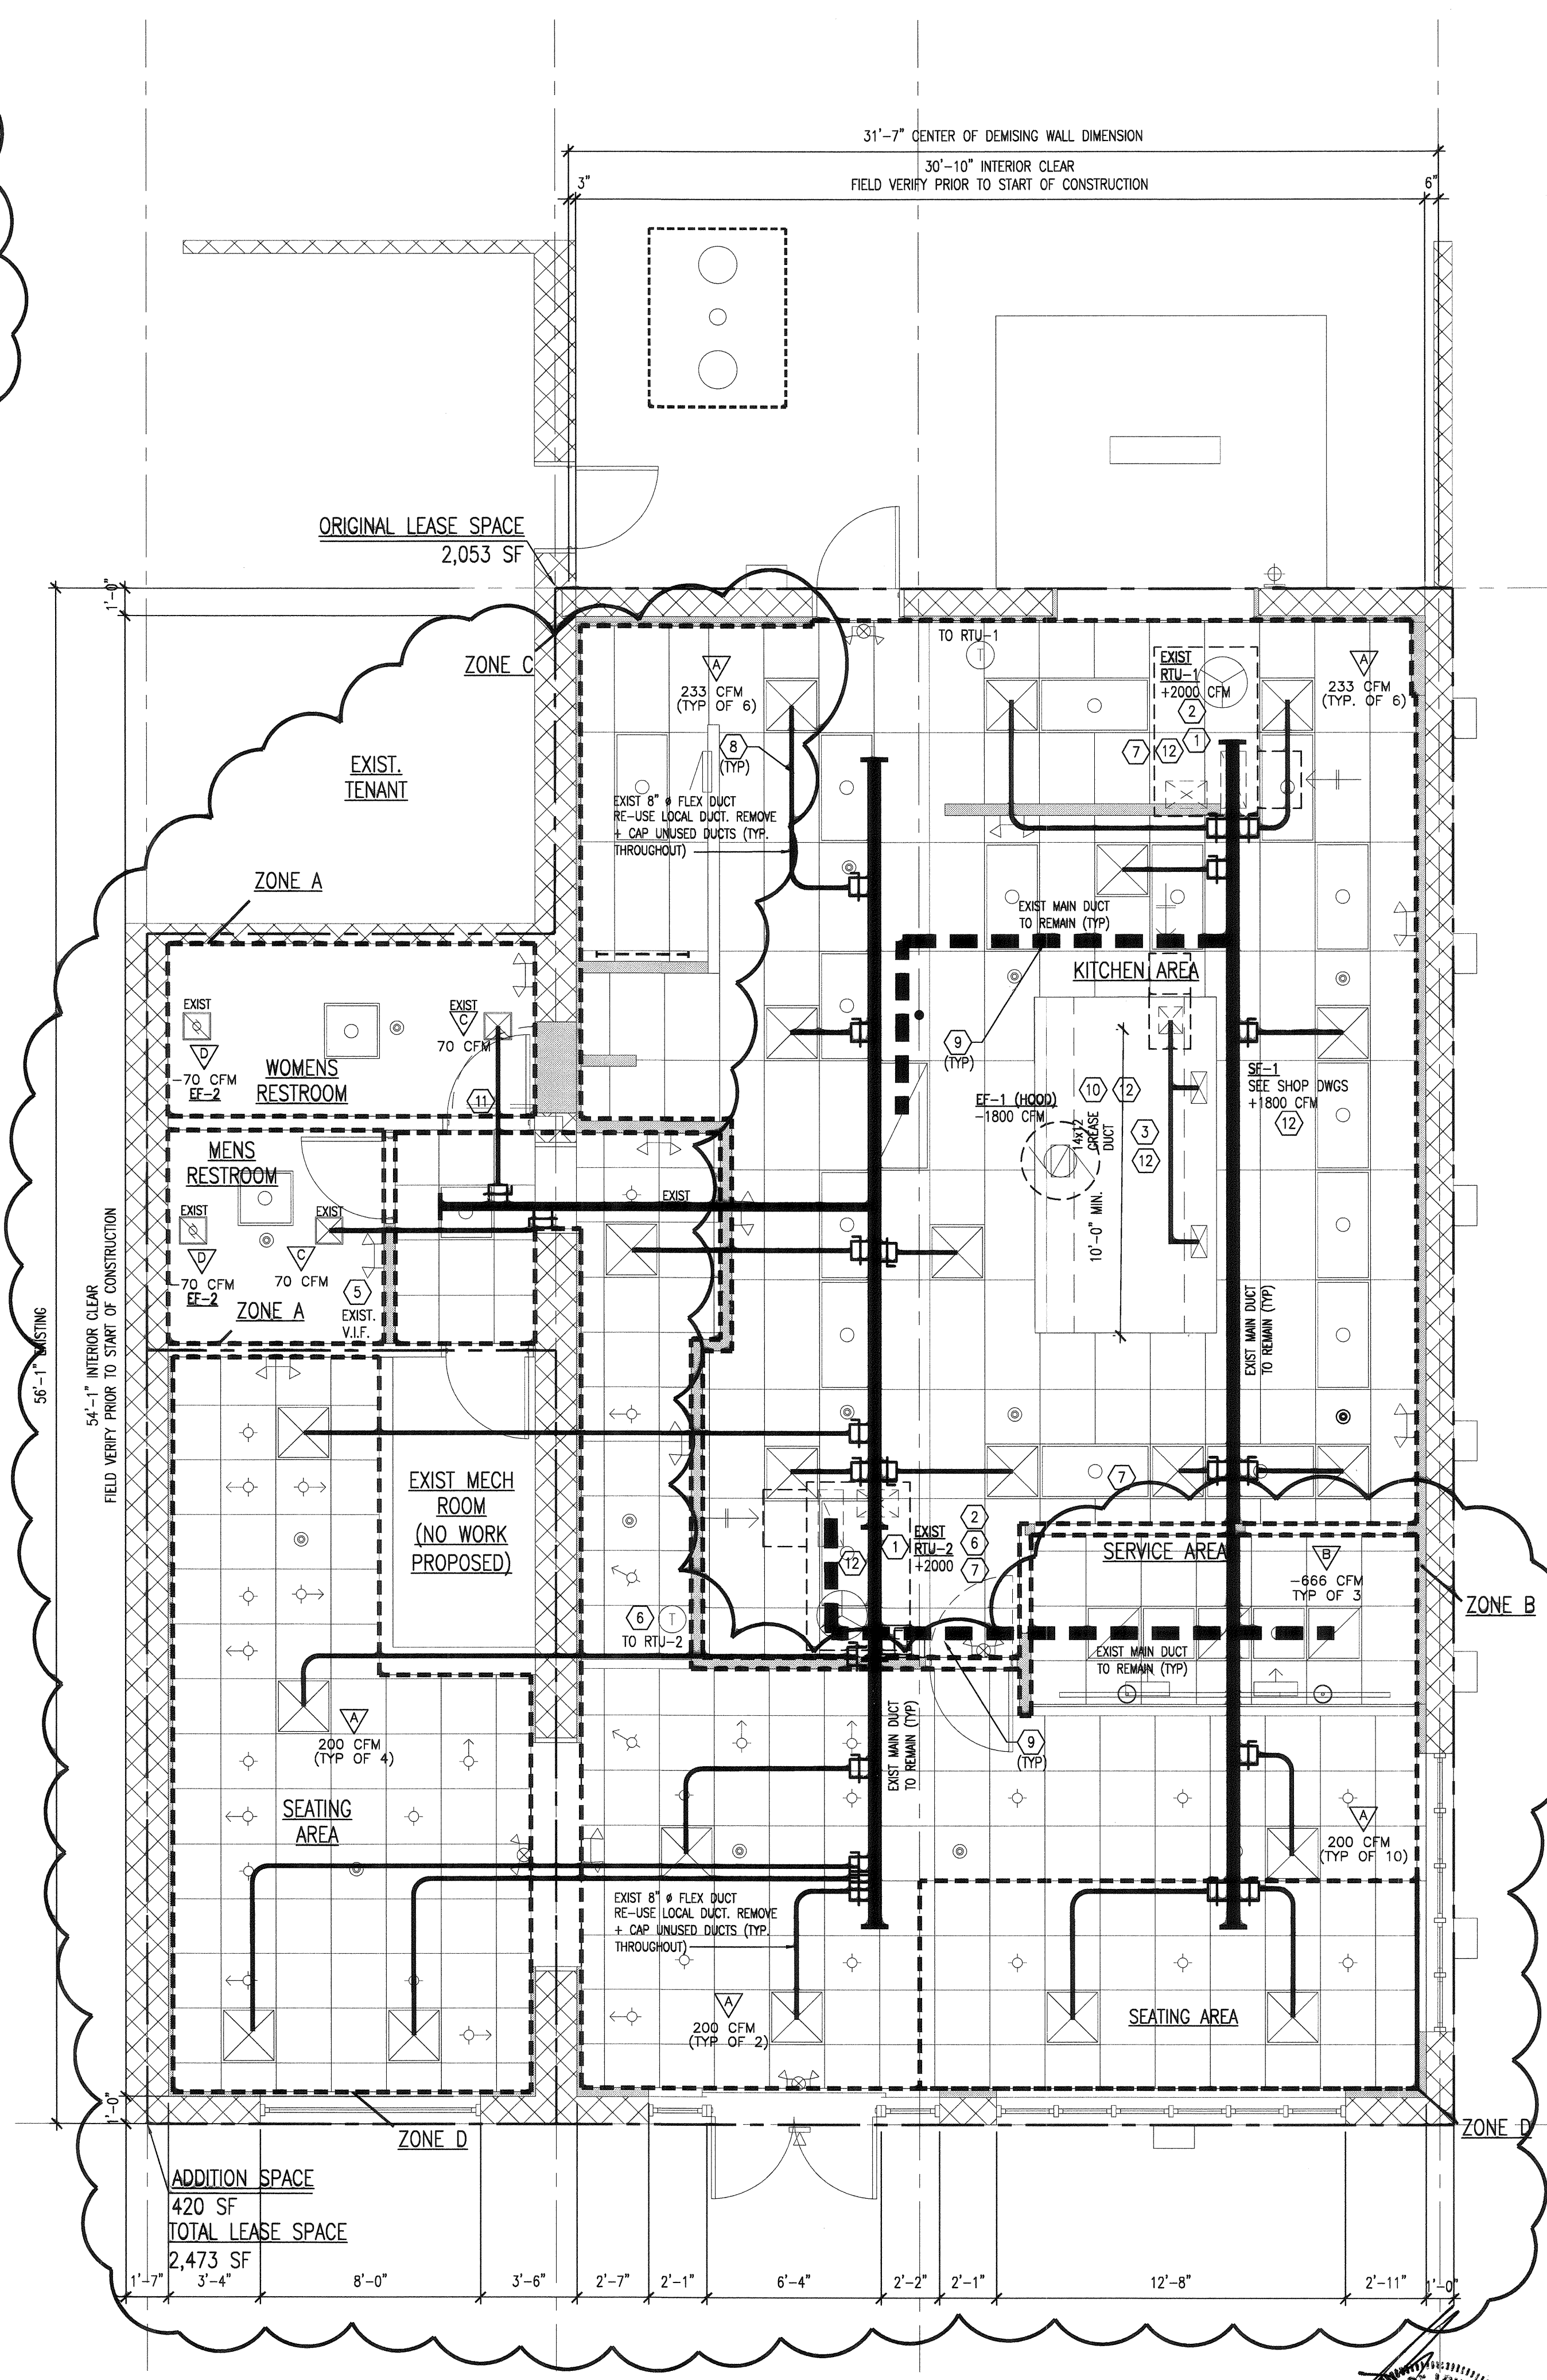 31'-7" CENTER OF DEMISING WALL DIMENSION
30'-10" INTERIOR CLEAR
FIELD VERIFY PRIOR TO START OF CONSTRUCTION
3"
6"
ORIGINAL LEASE SPACE
2,053 SF
1'-0"
ZONE C
TO RTU-1
T
EXIST
RTU-1
+2000 CFM
2
7
12
1
A
233 CFM
(TYP OF 6)
A
233 CFM
(TYP. OF 6)
8
(TYP)
EXIST.
TENANT
EXIST 8" ø FLEX DUCT
RE-USE LOCAL DUCT. REMOVE
+ CAP UNUSED DUCTS (TYP.
THROUGHOUT)
ZONE A
EXIST MAIN DUCT
TO REMAIN (TYP)
KITCHEN AREA
EXIST
D
-70 CFM
EF-2
WOMENS
RESTROOM
EXIST
C
70 CFM
11
9
(TYP)
EF-1 (HOOD)
-1800 CFM
10
12
14x12
GREASE
DUCT
3
12
10'-0" MIN.
SF-1
SEE SHOP DWGS
+1800 CFM
12
MENS
RESTROOM
EXIST
D
-70 CFM
EF-2
EXIST
C
70 CFM
5
EXIST.
V.I.F.
EXIST
ZONE A
56'-1" EXISTING
54'-1" INTERIOR CLEAR
FIELD VERIFY PRIOR TO START OF CONSTRUCTION
EXIST MAIN DUCT
TO REMAIN (TYP)
EXIST MECH
ROOM
(NO WORK
PROPOSED)
7
12
1
EXIST
RTU-2
+2000
2
6
7
SERVICE AREA
B
-666 CFM
TYP OF 3
ZONE B
6
T
TO RTU-2
EXIST MAIN DUCT
TO REMAIN (TYP)
EXIST MAIN DUCT
TO REMAIN (TYP)
9
(TYP)
A
200 CFM
(TYP OF 4)
SEATING
AREA
A
200 CFM
(TYP OF 10)
EXIST 8" ø FLEX DUCT
RE-USE LOCAL DUCT. REMOVE
+ CAP UNUSED DUCTS (TYP.
THROUGHOUT)
A
200 CFM
(TYP OF 2)
SEATING AREA
1'-0"
ZONE D
ZONE D
ADDITION SPACE
420 SF
TOTAL LEASE SPACE
2,473 SF
1'-7"
3'-4"
8'-0"
3'-6"
2'-7"
2'-1"
6'-4"
2'-2"
2'-1"
12'-8"
2'-11"
1'-0"